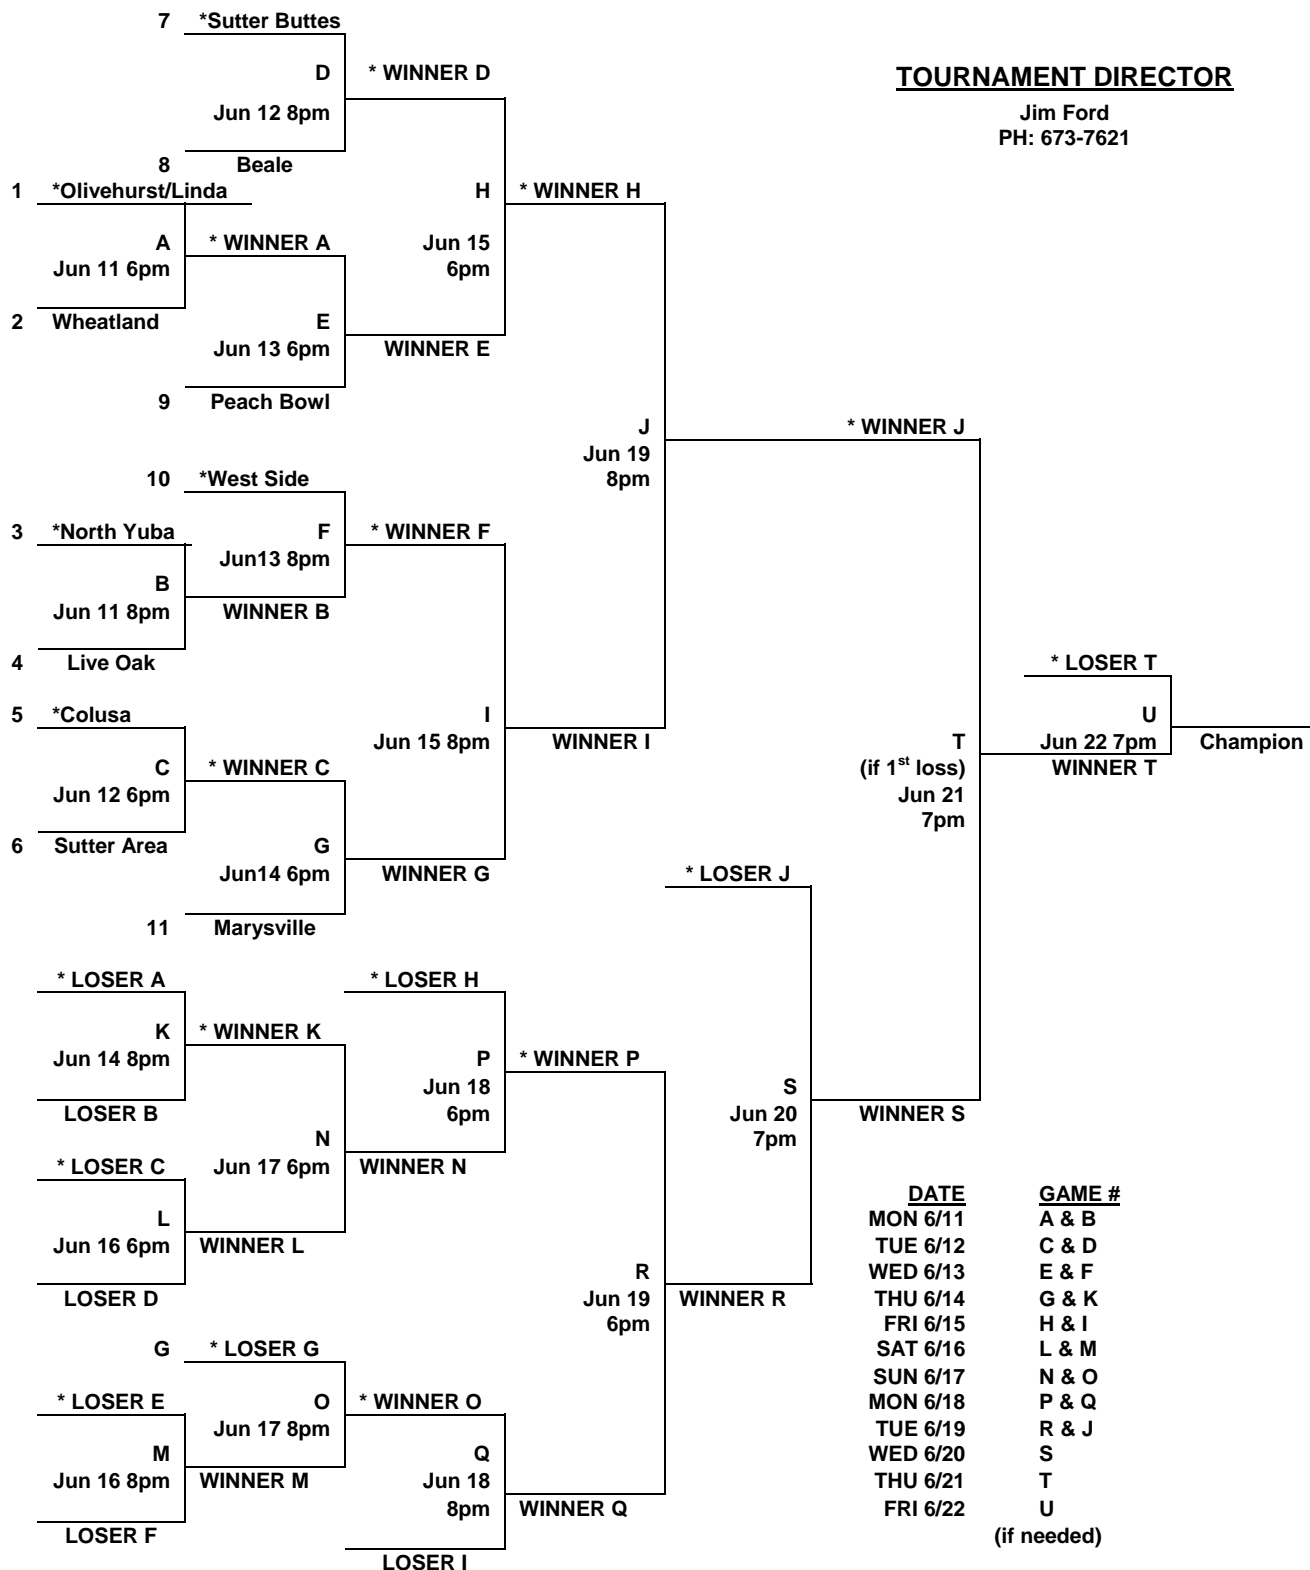 7 *Sutter Buttes
D * WINNER D
TOURNAMENT DIRECTOR
Jun 12 8pm
Jim Ford
PH: 673-7621
8 Beale
1 *Olivehurst/Linda
H * WINNER H
A * WINNER A
Jun 15
Jun 11 6pm
6pm
2 Wheatland
E
Jun 13 6pm
WINNER E
9 Peach Bowl
J * WINNER J
Jun 19
8pm
10 *West Side
3 *North Yuba
F * WINNER F
Jun13 8pm
B
Jun 11 8pm
WINNER B
4 Live Oak
* LOSER T
5 *Colusa
I
U
Jun 15 8pm
WINNER I
T
Jun 22 7pm
Champion
C * WINNER C
(if 1st loss)
WINNER T
Jun 12 6pm
Jun 21
7pm
6 Sutter Area
G
Jun14 6pm
WINNER G
* LOSER J
11 Marysville
* LOSER A
* LOSER H
K * WINNER K
Jun 14 8pm
P * WINNER P
Jun 18
S
6pm
LOSER B
Jun 20
WINNER S
7pm
N
Jun 17 6pm
WINNER N
* LOSER C
DATE GAME #
L
MON 6/11 A & B
Jun 16 6pm
WINNER L
TUE 6/12 C & D
R
WED 6/13 E & F
LOSER D
Jun 19
WINNER R
THU 6/14 G & K
6pm
FRI 6/15 H & I
G * LOSER G
SAT 6/16 L & M
SUN 6/17 N & O
* LOSER E
O * WINNER O
MON 6/18 P & Q
Jun 17 8pm
TUE 6/19 R & J
M
Q
WED 6/20 S
Jun 16 8pm
WINNER M
Jun 18
THU 6/21 T
8pm
WINNER Q
FRI 6/22 U
LOSER F
(if needed)
LOSER I